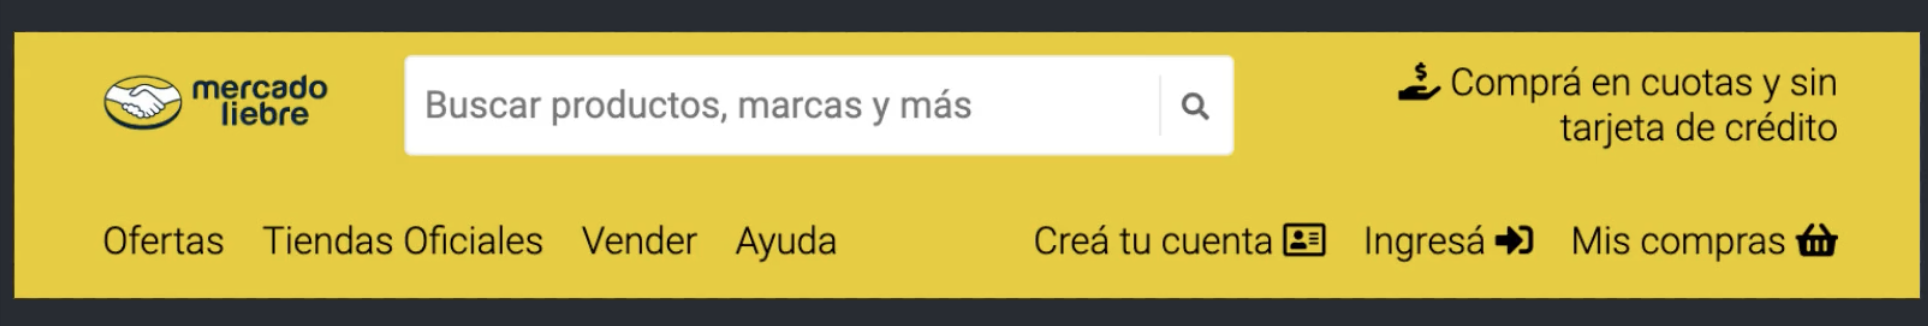 mercado
liebre
Buscar productos, marcas y más
$ Comprá en cuotas y sin
tarjeta de crédito
Ofertas Tiendas Oficiales Vender Ayuda Creá tu cuenta Ingresá Mis compras